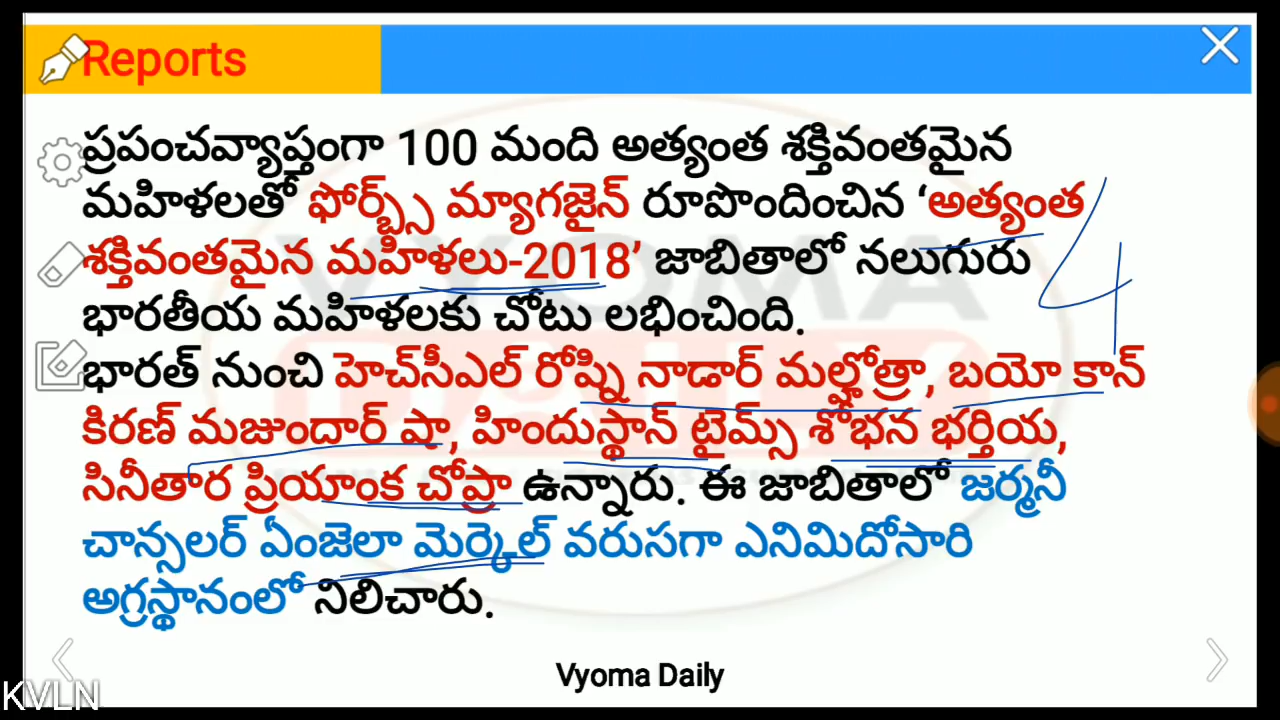 Reports
ప్రపంచవ్యాప్తంగా 100 మంది అత్యంత శక్తివంతమైన
మహిళలతో ఫోర్బ్స్ మ్యాగజైన్ రూపొందించిన ‘అత్యంత
శక్తివంతమైన మహిళలు-2018’ జాబితాలో నలుగురు
4
భారతీయ మహిళలకు చోటు లభించింది.
భారత్ నుంచి హెచ్‌సీఎల్ రోష్ని నాడార్ మల్హోత్రా, బయో కాన్
కిరణ్ మజుందార్ షా, హిందుస్థాన్ టైమ్స్ శోభన భర్తియ,
సినీతార ప్రియాంక చోప్రా ఉన్నారు. ఈ జాబితాలో జర్మనీ
చాన్సలర్ ఏంజెలా మెర్కెల్ వరుసగా ఎనిమిదోసారి
అగ్రస్థానంలో నిలిచారు.
VYOMA
Vyoma Daily
KVLN